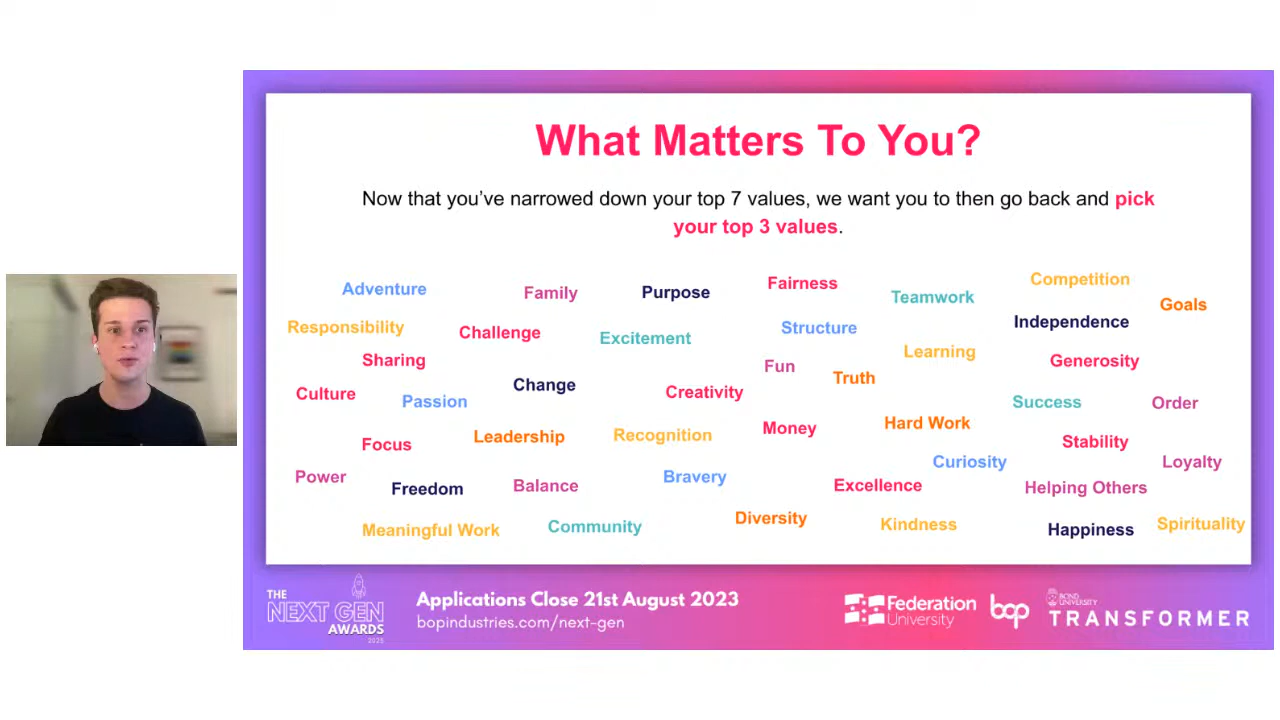 What Matters To You?
Now that you’ve narrowed down your top 7 values, we want you to then go back and pick
your top 3 values.
Adventure
Family
Purpose
Fairness
Teamwork
Competition
Goals
Responsibility
Challenge
Excitement
Structure
Independence
Sharing
Fun
Learning
Generosity
Culture
Passion
Change
Creativity
Truth
Success
Order
Focus
Leadership
Recognition
Money
Hard Work
Stability
Power
Freedom
Balance
Bravery
Excellence
Curiosity
Helping Others
Loyalty
Meaningful Work
Community
Diversity
Kindness
Happiness
Spirituality
THE
NEXT GEN
AWARDS
2023
Applications Close 21st August 2023
bopindustries.com/next-gen
Federation
University
bop
BOND
UNIVERSITY
TRANSFORMER